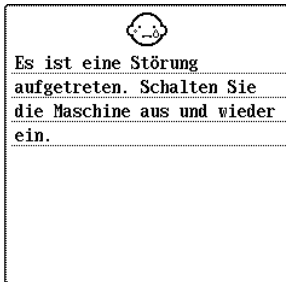 Es ist eine Störung
aufgetreten. Schalten Sie
die Maschine aus und wieder
ein.